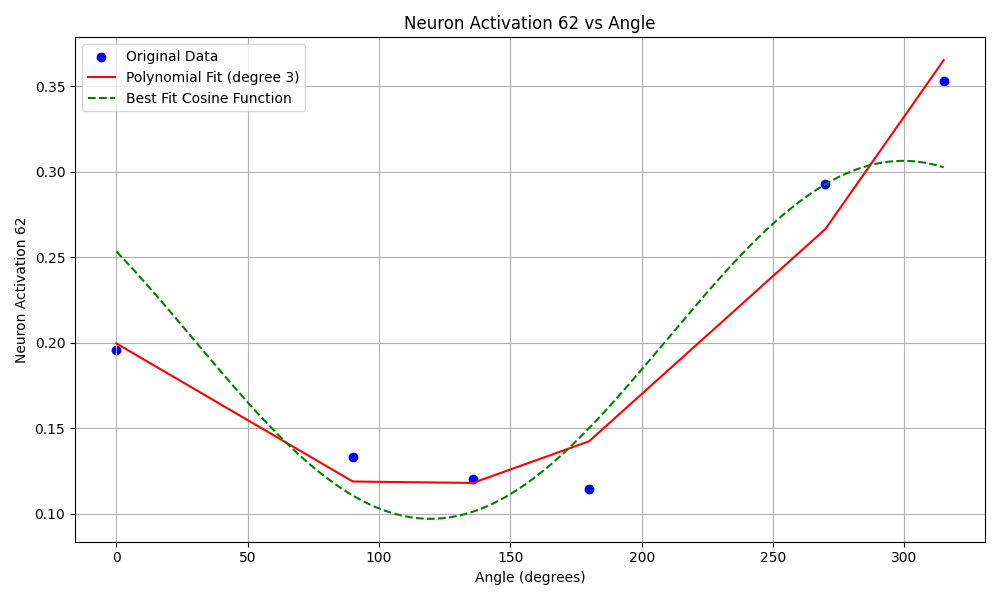 Neuron Activation 62 vs Angle
Original Data
Polynomial Fit (degree 3)
Best Fit Cosine Function
Neuron Activation 62
0.35
0.30
0.25
0.20
0.15
0.10
0 50 100 150 200 250 300
Angle (degrees)